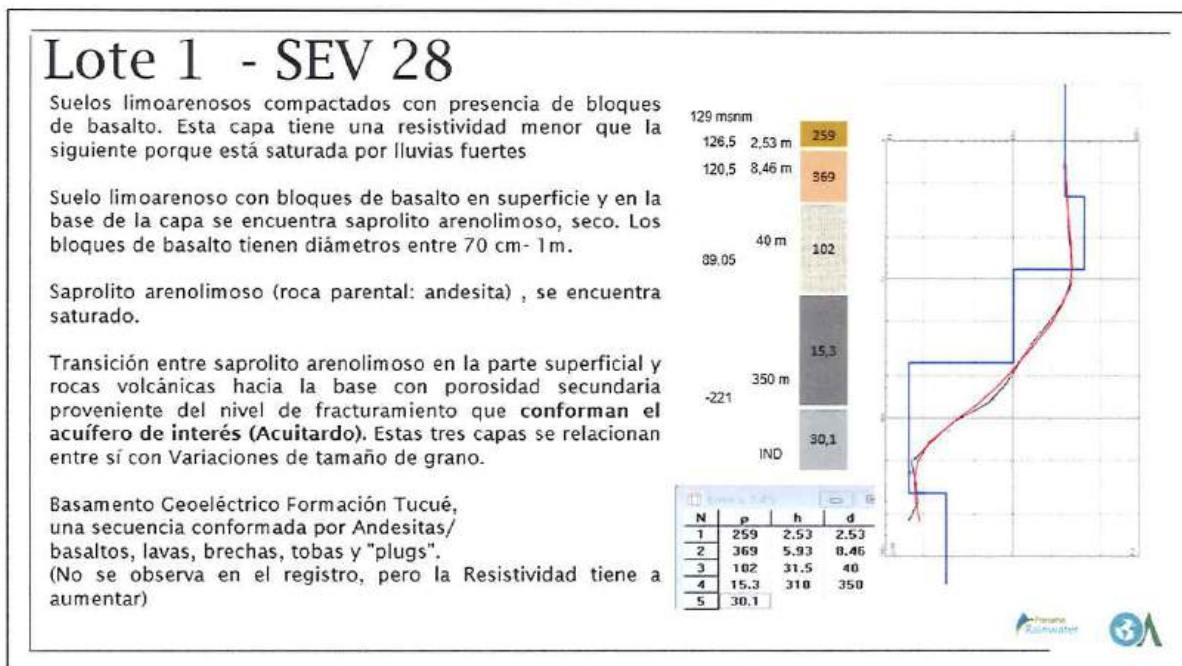 Lote 1 - SEV 28
Suelos limoarenosos compactados con presencia de bloques
de basalto. Esta capa tiene una resistividad menor que la
siguiente porque está saturada por lluvias fuertes
Suelo limoarenoso con bloques de basalto en superficie y en la
base de la capa se encuentra saprolito arenolimoso, seco. Los
bloques de basalto tienen diámetros entre 70 cm- 1m.
Saprolito arenolimoso (roca parental: andesita) , se encuentra
saturado.
Transición entre saprolito arenolimoso en la parte superficial y
rocas volcánicas hacia la base con porosidad secundaria
proveniente del nivel de fracturamiento que conforman el
acuífero de interés (Acuitardo). Estas tres capas se relacionan
entre sí con Variaciones de tamaño de grano.
Basamento Geoeléctrico Formación Tucué,
una secuencia conformada por Andesitas/
basaltos, lavas, brechas, tobas y "plugs".
(No se observa en el registro, pero la Resistividad tiene a
aumentar)
129 msnm
126,5 2,53 m 259
120,5 8,46 m 369
40 m 102
89,05
15,3
350 m
-221
30,1
IND
N ρ h d
1 259 2.53 2.53
2 369 5.93 8.46
3 102 31.5 40
4 15.3 310 350
5 30.1
Panama
Rainwater